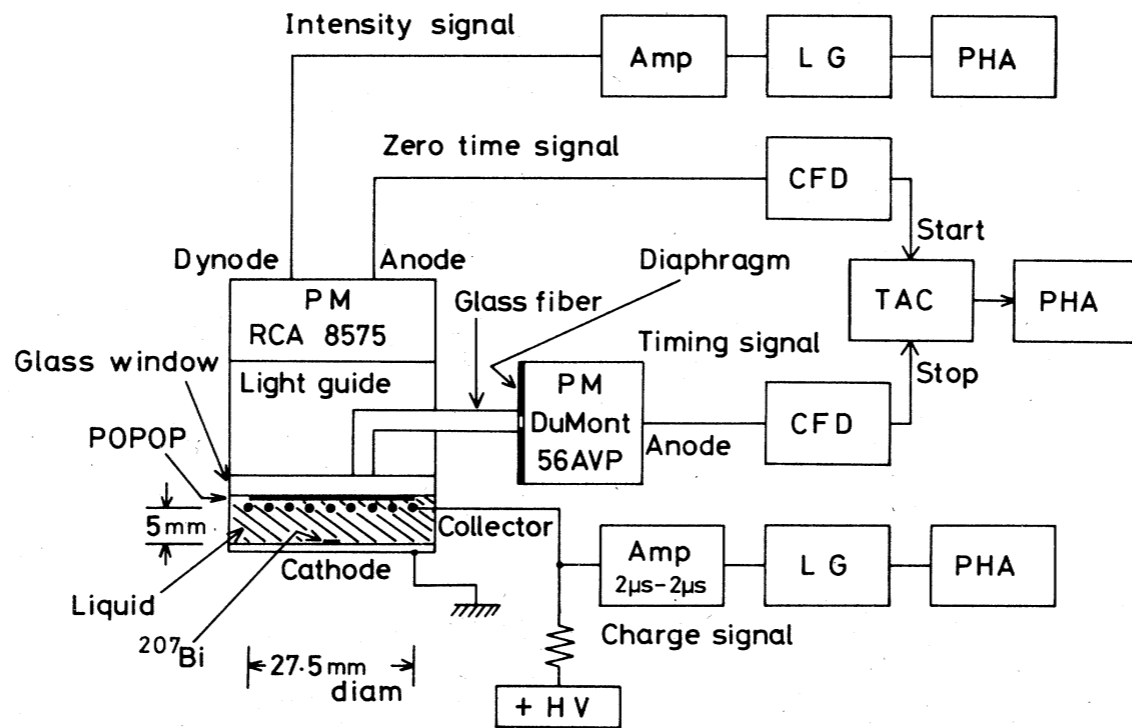 Intensity signal
Amp
L G
PHA
Zero time signal
CFD
Start
Dynode
Anode
Diaphragm
PM
RCA 8575
Glass fiber
TAC
PHA
Glass window
Light guide
Timing signal
Stop
PM
DuMont
56AVP
Anode
CFD
POPOP
5mm
Collector
Cathode
Amp
2μs-2μs
L G
PHA
Liquid
Charge signal
207Bi
27.5mm
diam
+ HV